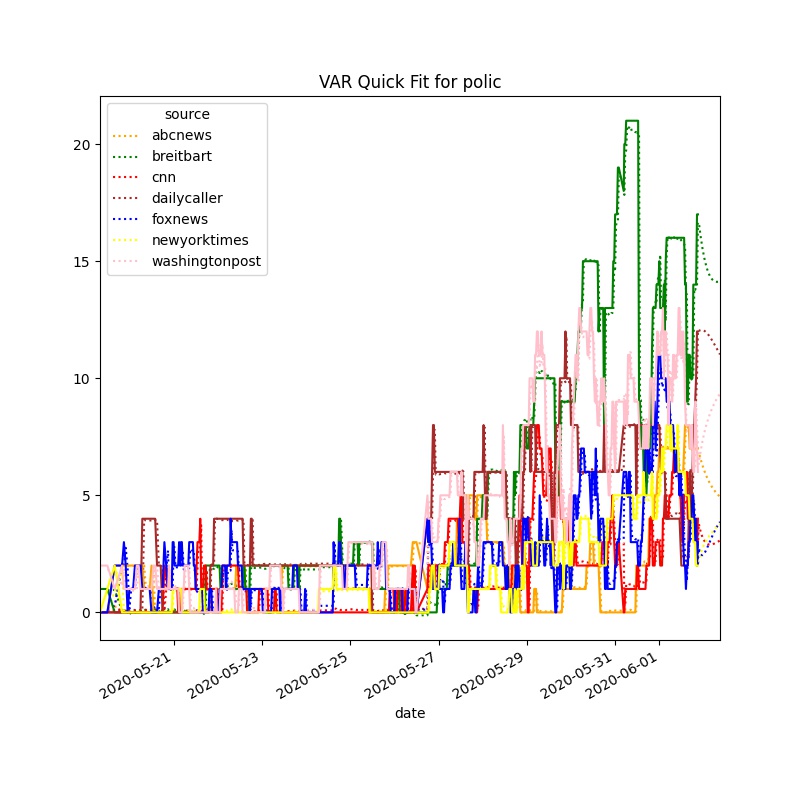 VAR Quick Fit for polic
source
abcnews
breitbart
cnn
dailycaller
foxnews
newyorktimes
washingtonpost
20
15
10
5
0
2020-05-21
2020-05-23
2020-05-25
2020-05-27
2020-05-29
2020-05-31
2020-06-01
date